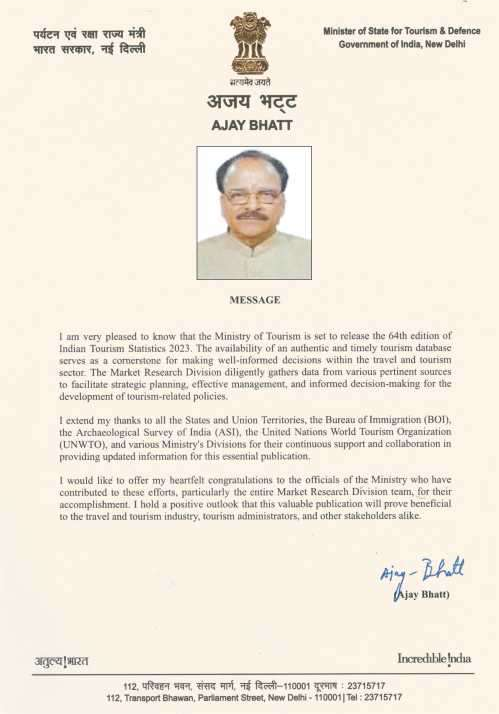 पर्यटन एवं रक्षा राज्य मंत्री
भारत सरकार, नई दिल्ली
Minister of State for Tourism & Defence
Government of India, New Delhi
सत्यमेव जयते
अजय भट्ट
AJAY BHATT
MESSAGE
I am very pleased to know that the Ministry of Tourism is set to release the 64th edition of
Indian Tourism Statistics 2023. The availability of an authentic and timely tourism database
serves as a cornerstone for making well-informed decisions within the travel and tourism
sector. The Market Research Division diligently gathers data from various pertinent sources
to facilitate strategic planning, effective management, and informed decision-making for the
development of tourism-related policies.
I extend my thanks to all the States and Union Territories, the Bureau of Immigration (BOI),
the Archaeological Survey of India (ASI), the United Nations World Tourism Organization
(UNWTO), and various Ministry's Divisions for their continuous support and collaboration in
providing updated information for this essential publication.
I would like to offer my heartfelt congratulations to the officials of the Ministry who have
contributed to these efforts, particularly the entire Market Research Division team, for their
accomplishment. I hold a positive outlook that this valuable publication will prove beneficial
to the travel and tourism industry, tourism administrators, and other stakeholders alike.
Ajay-Bhatt
(Ajay Bhatt)
अतुल्य!भारत
Incredible!ndia
112, परिवहन भवन, संसद मार्ग, नई दिल्ली–110001 दूरभाष : 23715717
112, Transport Bhawan, Parliament Street, New Delhi - 110001| Tel : 23715717